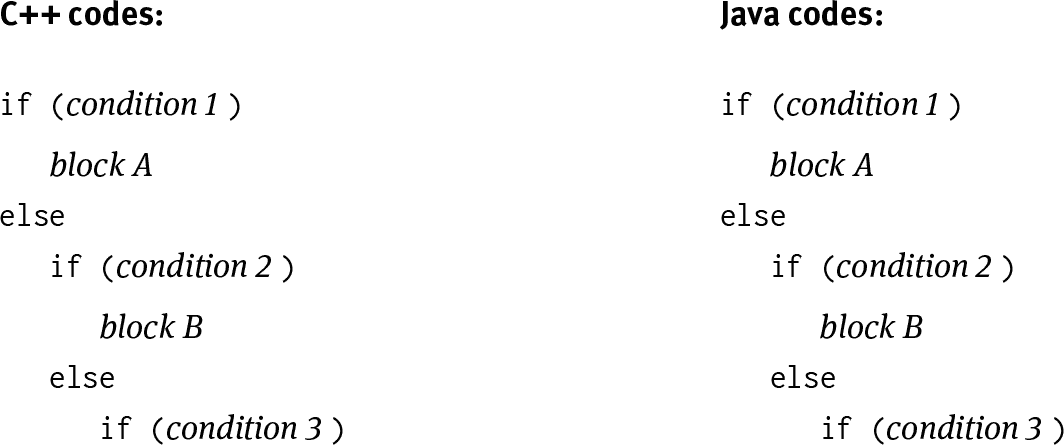 C++ codes:
if (condition 1 )
block A
else
if (condition 2 )
block B
else
if (condition 3 )
Java codes:
if (condition 1 )
block A
else
if (condition 2 )
block B
else
if (condition 3 )